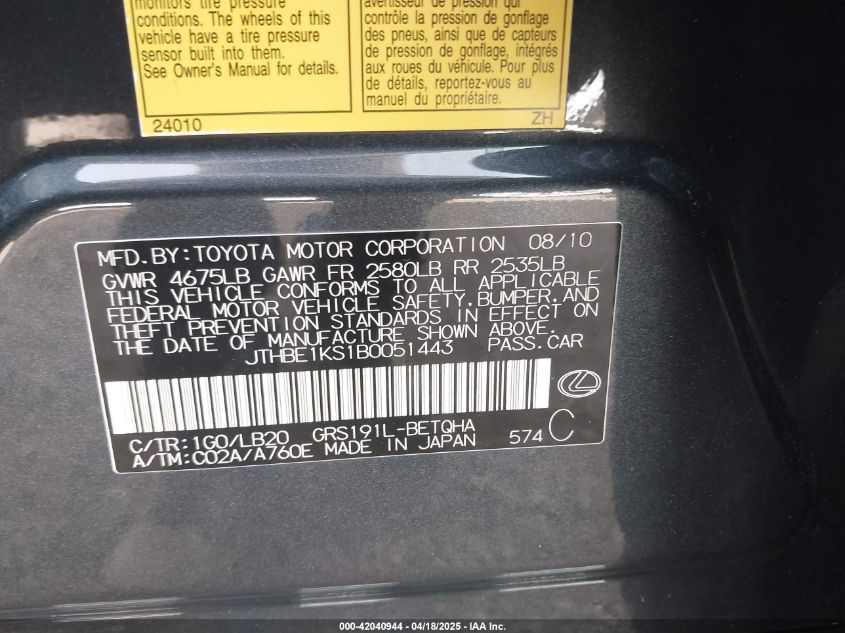 monitors tire pressure
conditions. The wheels of this
vehicle have a tire pressure
sensor built into them.
See Owner's Manual for details.
24010
avertisseur de pression qui
contrôle la pression de gonflage
des pneus, ainsi que de capteurs
de pression de gonflage, intégrés
aux roues du véhicule. Pour plus
de détails, reportez-vous au
manuel du propriétaire.
ZH
MFD.BY:TOYOTA MOTOR CORPORATION 08/10
GVWR 4675LB GAWR FR 2580LB RR 2535LB
THIS VEHICLE CONFORMS TO ALL APPLICABLE
FEDERAL MOTOR VEHICLE SAFETY,BUMPER,AND
THEFT PREVENTION STANDARDS IN EFFECT ON
THE DATE OF MANUFACTURE SHOWN ABOVE.
JTHBE1KS1B0051443 PASS.CAR
C/TR:1G0/LB20 GRS191L-BETQHA
A/TM:C02A/A760E MADE IN JAPAN 574 C
000-42040944 - 04/18/2025 - IAA Inc.